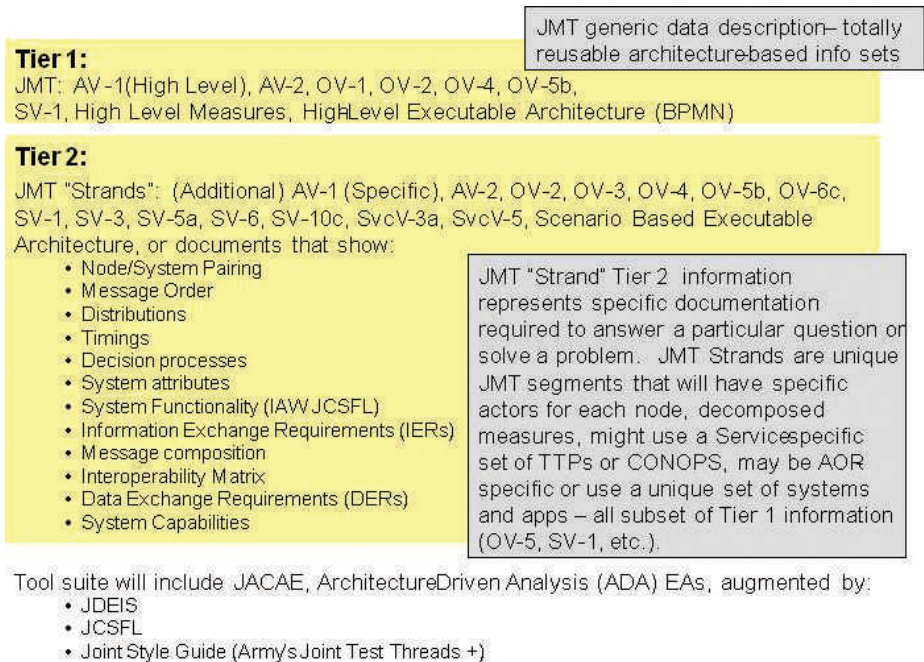 JMT generic data description– totally
reusable architecture-based info sets
Tier 1:
JMT: AV-1(High Level), AV-2, OV-1, OV-2, OV-4, OV-5b,
SV-1, High Level Measures, HighLevel Executable Architecture (BPMN)
Tier 2:
JMT "Strands": (Additional) AV-1 (Specific), AV-2, OV-2, OV-3, OV-4, OV-5b, OV-6c,
SV-1, SV-3, SV-5a, SV-6, SV-10c, SvcV-3a, SvcV-5, Scenario Based Executable
Architecture, or documents that show:
• Node/System Pairing
• Message Order
• Distributions
• Timings
• Decision processes
• System attributes
• System Functionality (IAW JCSFL)
• Information Exchange Requirements (IERs)
• Message composition
• Interoperability Matrix
• Data Exchange Requirements (DERs)
• System Capabilities
JMT "Strand" Tier 2 information
represents specific documentation
required to answer a particular question or
solve a problem. JMT Strands are unique
JMT segments that will have specific
actors for each node, decomposed
measures, might use a Servicespecific
set of TTPs or CONOPS, may be AOR
specific or use a unique set of systems
and apps – all subset of Tier 1 information
(OV-5, SV-1, etc.).
Tool suite will include JACAE, ArchitectureDriven Analysis (ADA) EAs, augmented by:
• JDEIS
• JCSFL
• Joint Style Guide (Army's Joint Test Threads +)